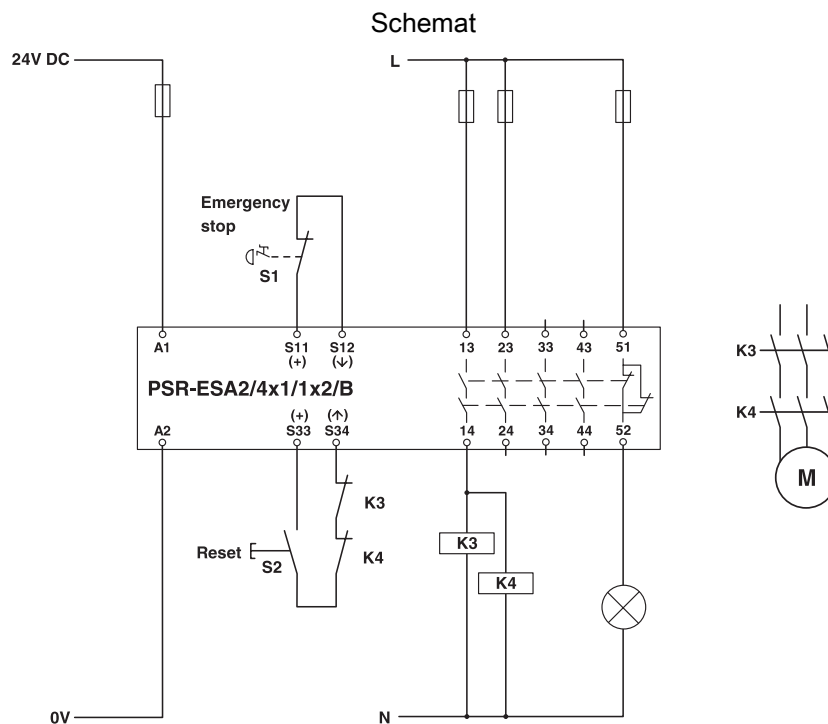 Schemat
24V DC
L
Emergency
stop
S1
A1 S11 S12 13 23 33 43 51
(+) (↓)
PSR-ESA2/4x1/1x2/B
(+) (↑)
A2 S33 S34 14 24 34 44 52
K3
K4
M
K3
Reset
S2
K4
K3
K4
0V
N